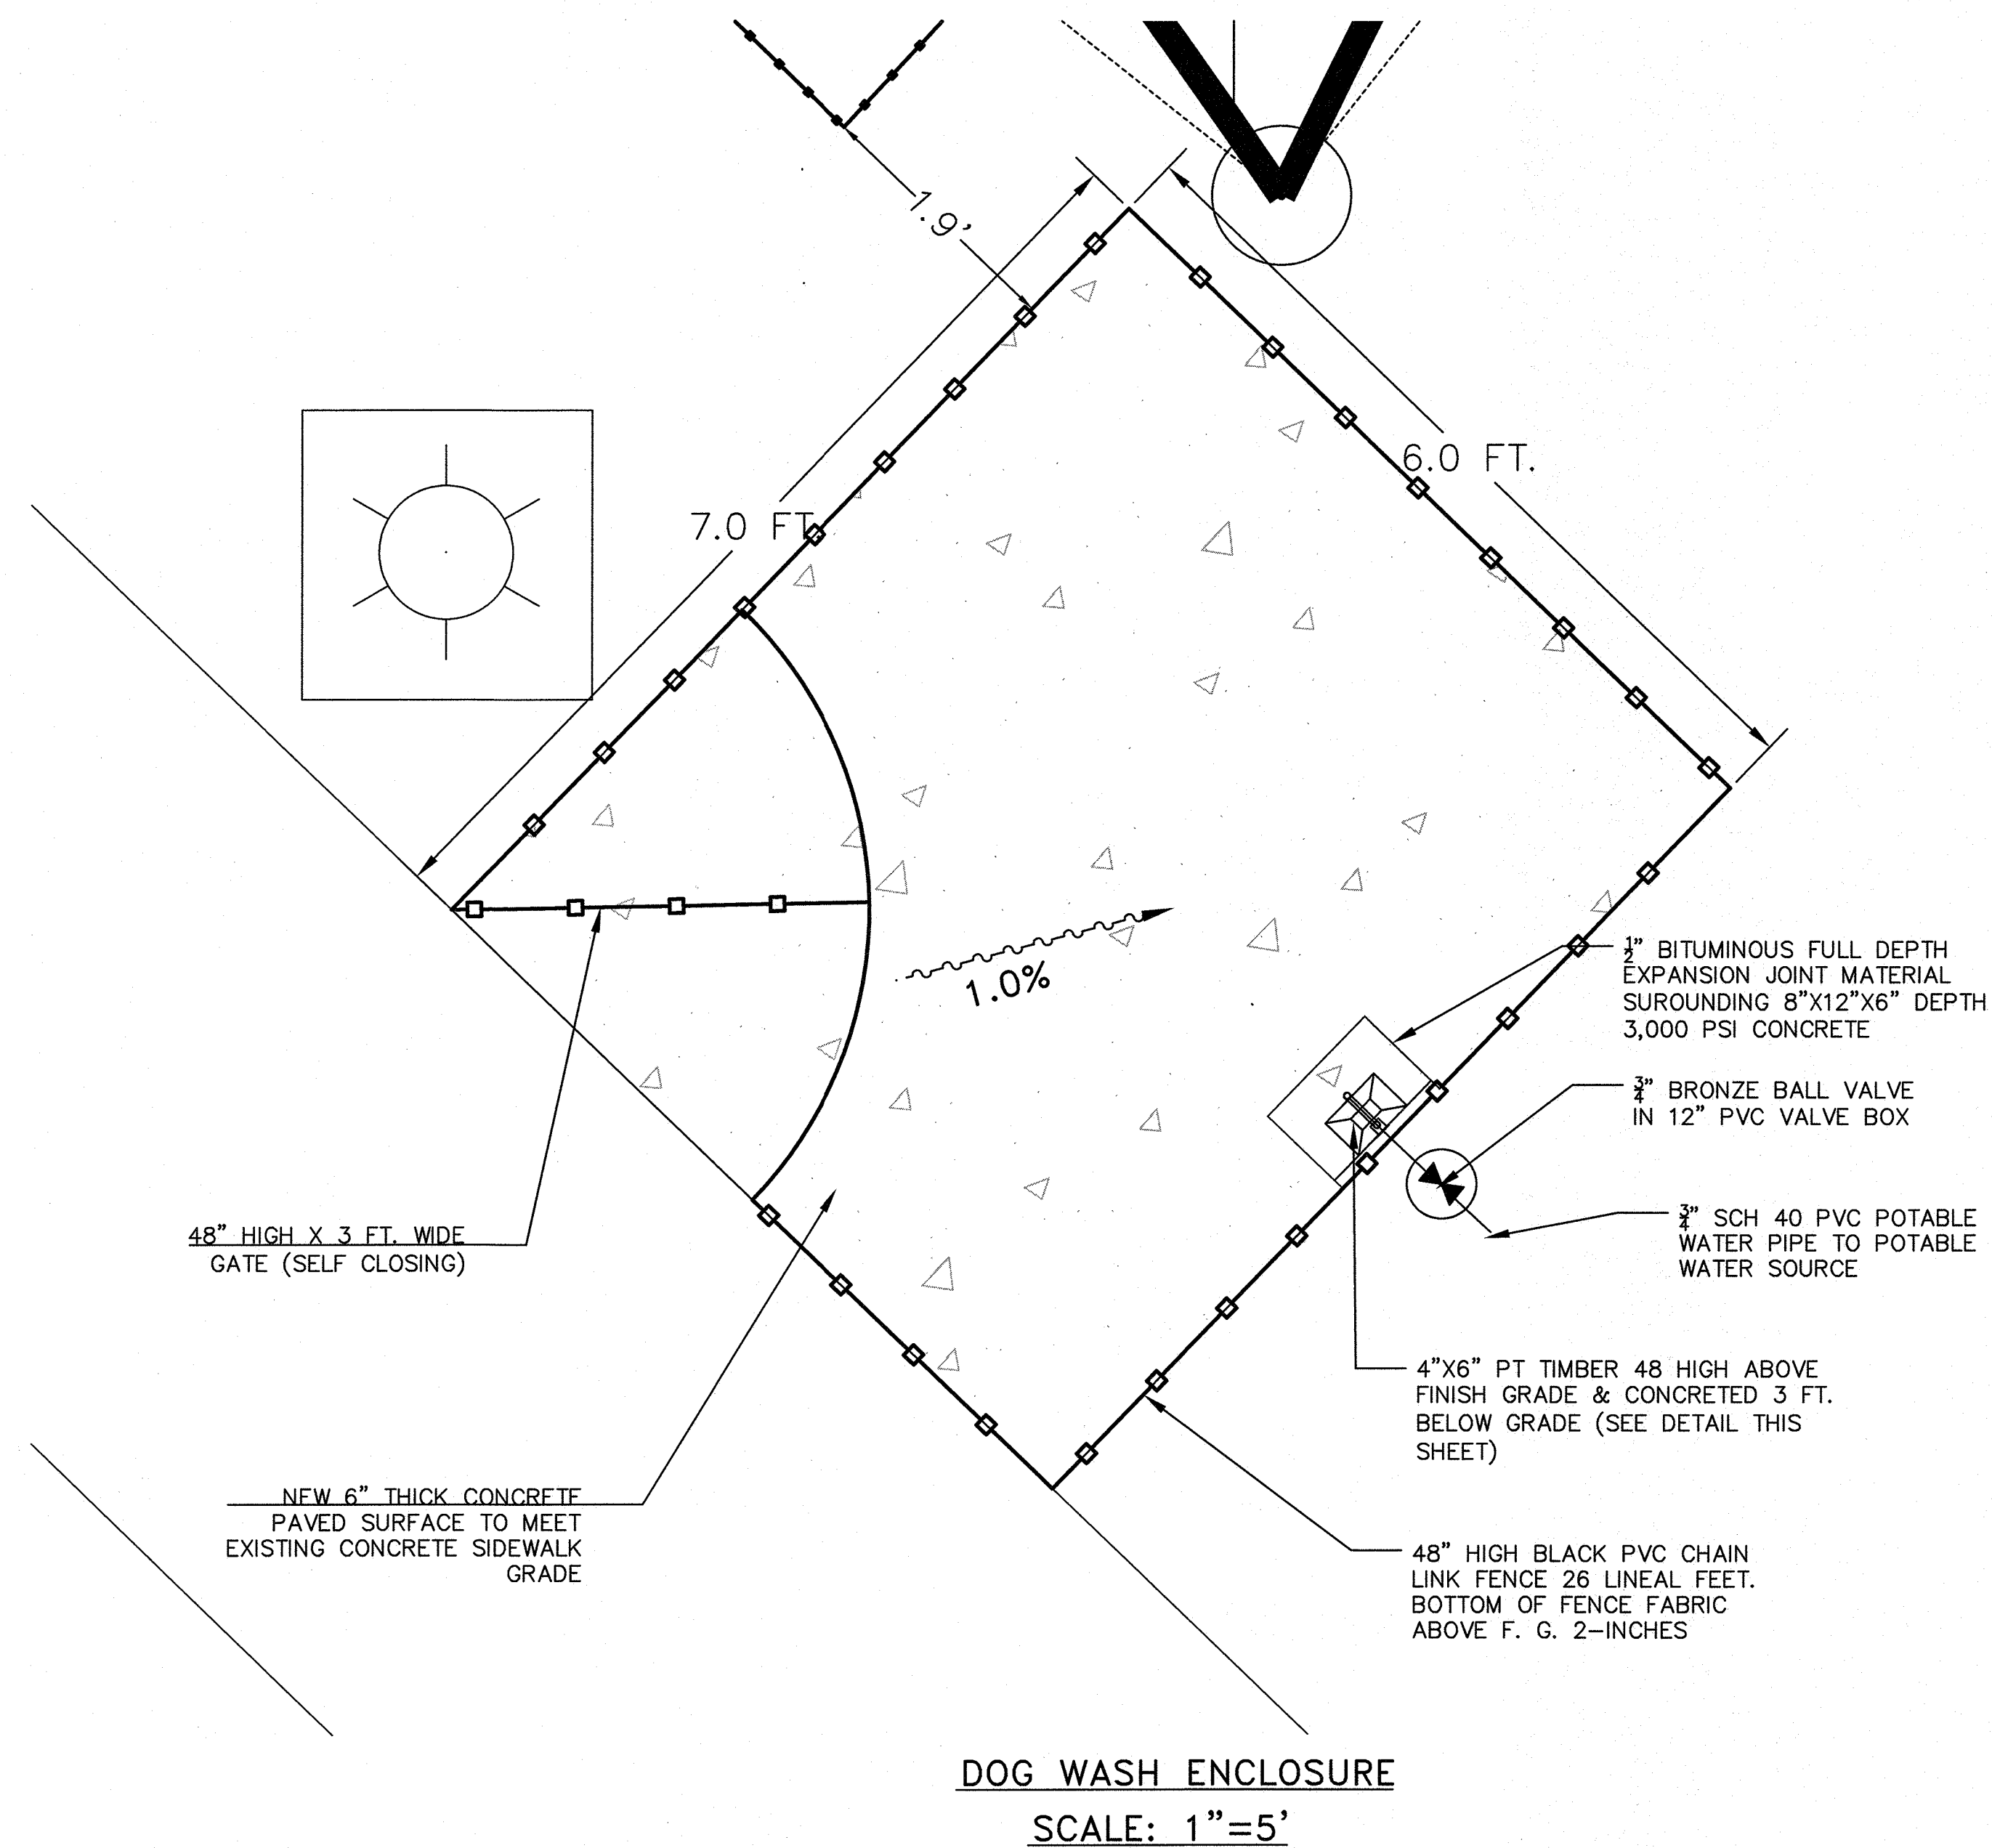 1.9'
7.0 FT.
6.0 FT.
1.0%
½" BITUMINOUS FULL DEPTH
EXPANSION JOINT MATERIAL
SUROUNDING 8"X12"X6" DEPTH
3,000 PSI CONCRETE
¾" BRONZE BALL VALVE
IN 12" PVC VALVE BOX
¾" SCH 40 PVC POTABLE
WATER PIPE TO POTABLE
WATER SOURCE
48" HIGH X 3 FT. WIDE
GATE (SELF CLOSING)
4"X6" PT TIMBER 48 HIGH ABOVE
FINISH GRADE & CONCRETED 3 FT.
BELOW GRADE (SEE DETAIL THIS
SHEET)
NEW 6" THICK CONCRETE
PAVED SURFACE TO MEET
EXISTING CONCRETE SIDEWALK
GRADE
48" HIGH BLACK PVC CHAIN
LINK FENCE 26 LINEAL FEET.
BOTTOM OF FENCE FABRIC
ABOVE F. G. 2-INCHES
DOG WASH ENCLOSURE
SCALE: 1"=5'